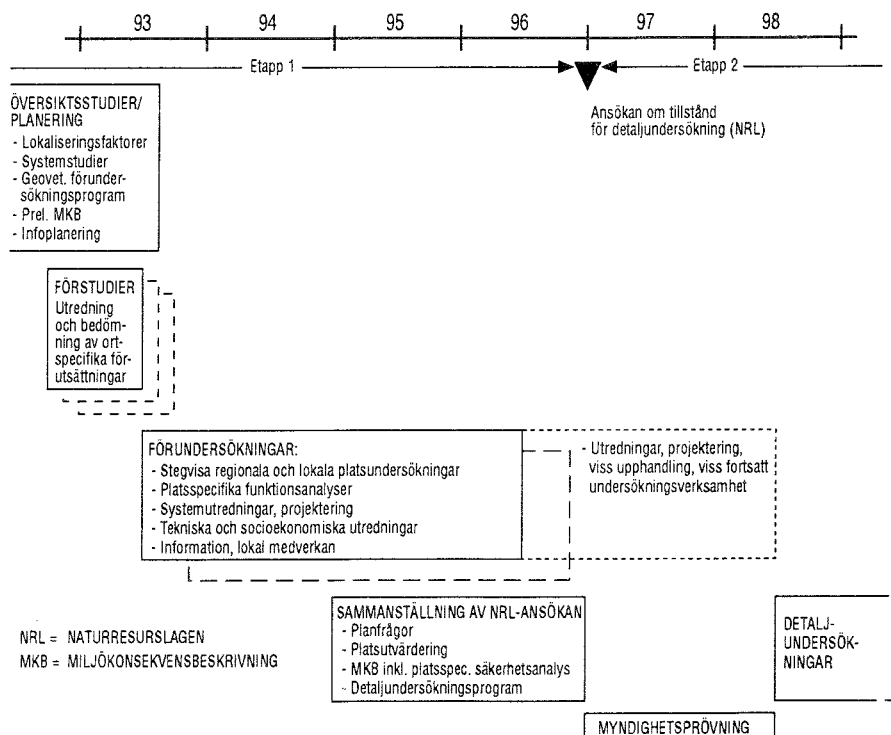 93 94 95 96 97 98
Etapp 1
Etapp 2
Ansökan om tillstånd
för detaljundersökning (NRL)
ÖVERSIKTSSTUDIER/
PLANERING
- Lokaliseringsfaktorer
- Systemstudier
- Geovet. förunder-
sökningsprogram
- Prel. MKB
- Infoplanering
FÖRSTUDIER
Utredning
och bedöm-
ning av ort-
specifika för-
utsättningar
FÖRUNDERSÖKNINGAR:
- Stegvisa regionala och lokala platsundersökningar
- Platsspecifika funktionsanalyser
- Systemutredningar, projektering
- Tekniska och socioekonomiska utredningar
- Information, lokal medverkan
- Utredningar, projektering,
viss upphandling, viss fortsatt
undersökningsverksamhet
SAMMANSTÄLLNING AV NRL-ANSÖKAN
- Planfrågor
- Platsutvärdering
- MKB inkl. platsspec. säkerhetsanalys
- Detaljundersökningsprogram
DETALJ-
UNDERSÖK-
NINGAR
NRL = NATURRESURSLAGEN
MKB = MILJÖKONSEKVENSBESKRIVNING
MYNDIGHETSPRÖVNING